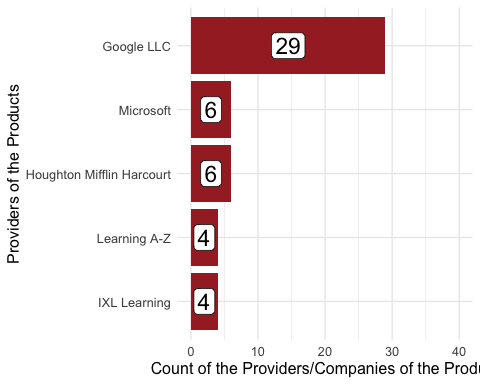 Google LLC
29
Microsoft
6
Houghton Mifflin Harcourt
6
Learning A-Z
4
IXL Learning
4
0 10 20 30 40
Count of the Providers/Companies of the
Providers of the Products